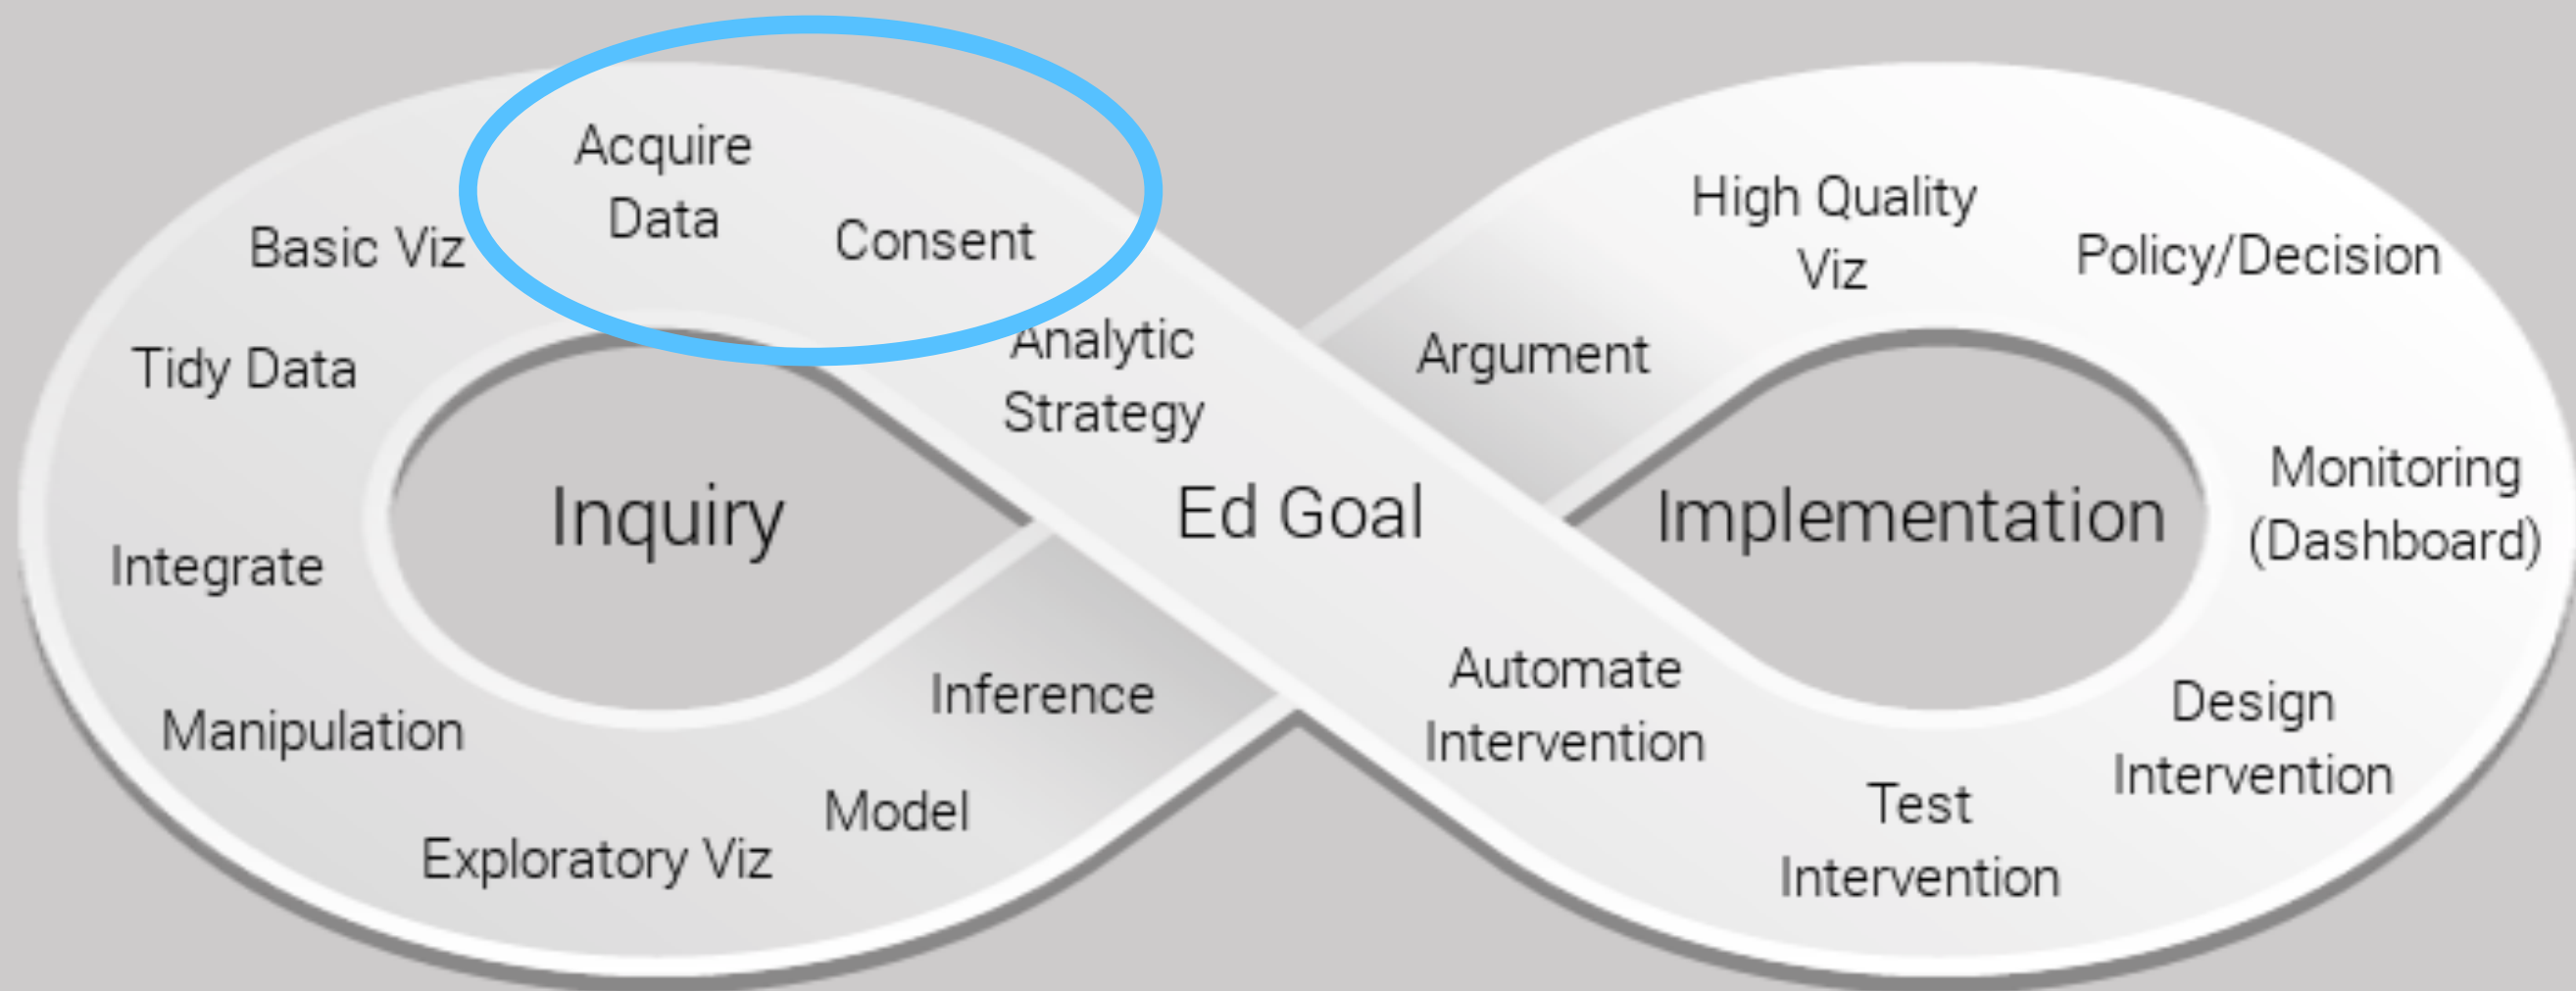 Acquire
Data
Consent
Basic Viz
Tidy Data
Integrate
Manipulation
Exploratory Viz
Model
Inference
Inquiry
Analytic
Strategy
Ed Goal
Argument
High Quality
Viz
Policy/Decision
Monitoring
(Dashboard)
Implementation
Design
Intervention
Test
Intervention
Automate
Intervention